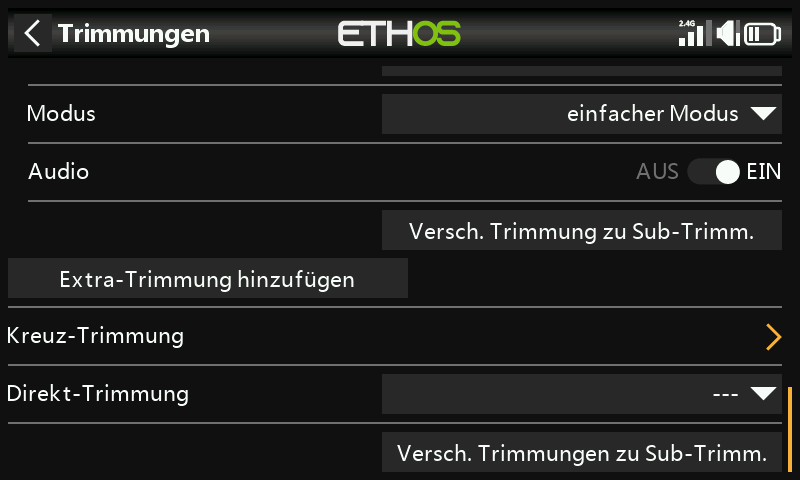 Trimmungen
ETHOS
2.4G
Modus
einfacher Modus
Audio
AUS
EIN
Versch. Trimmung zu Sub-Trimm.
Extra-Trimmung hinzufügen
Kreuz-Trimmung
Direkt-Trimmung
---
Versch. Trimmungen zu Sub-Trimm.